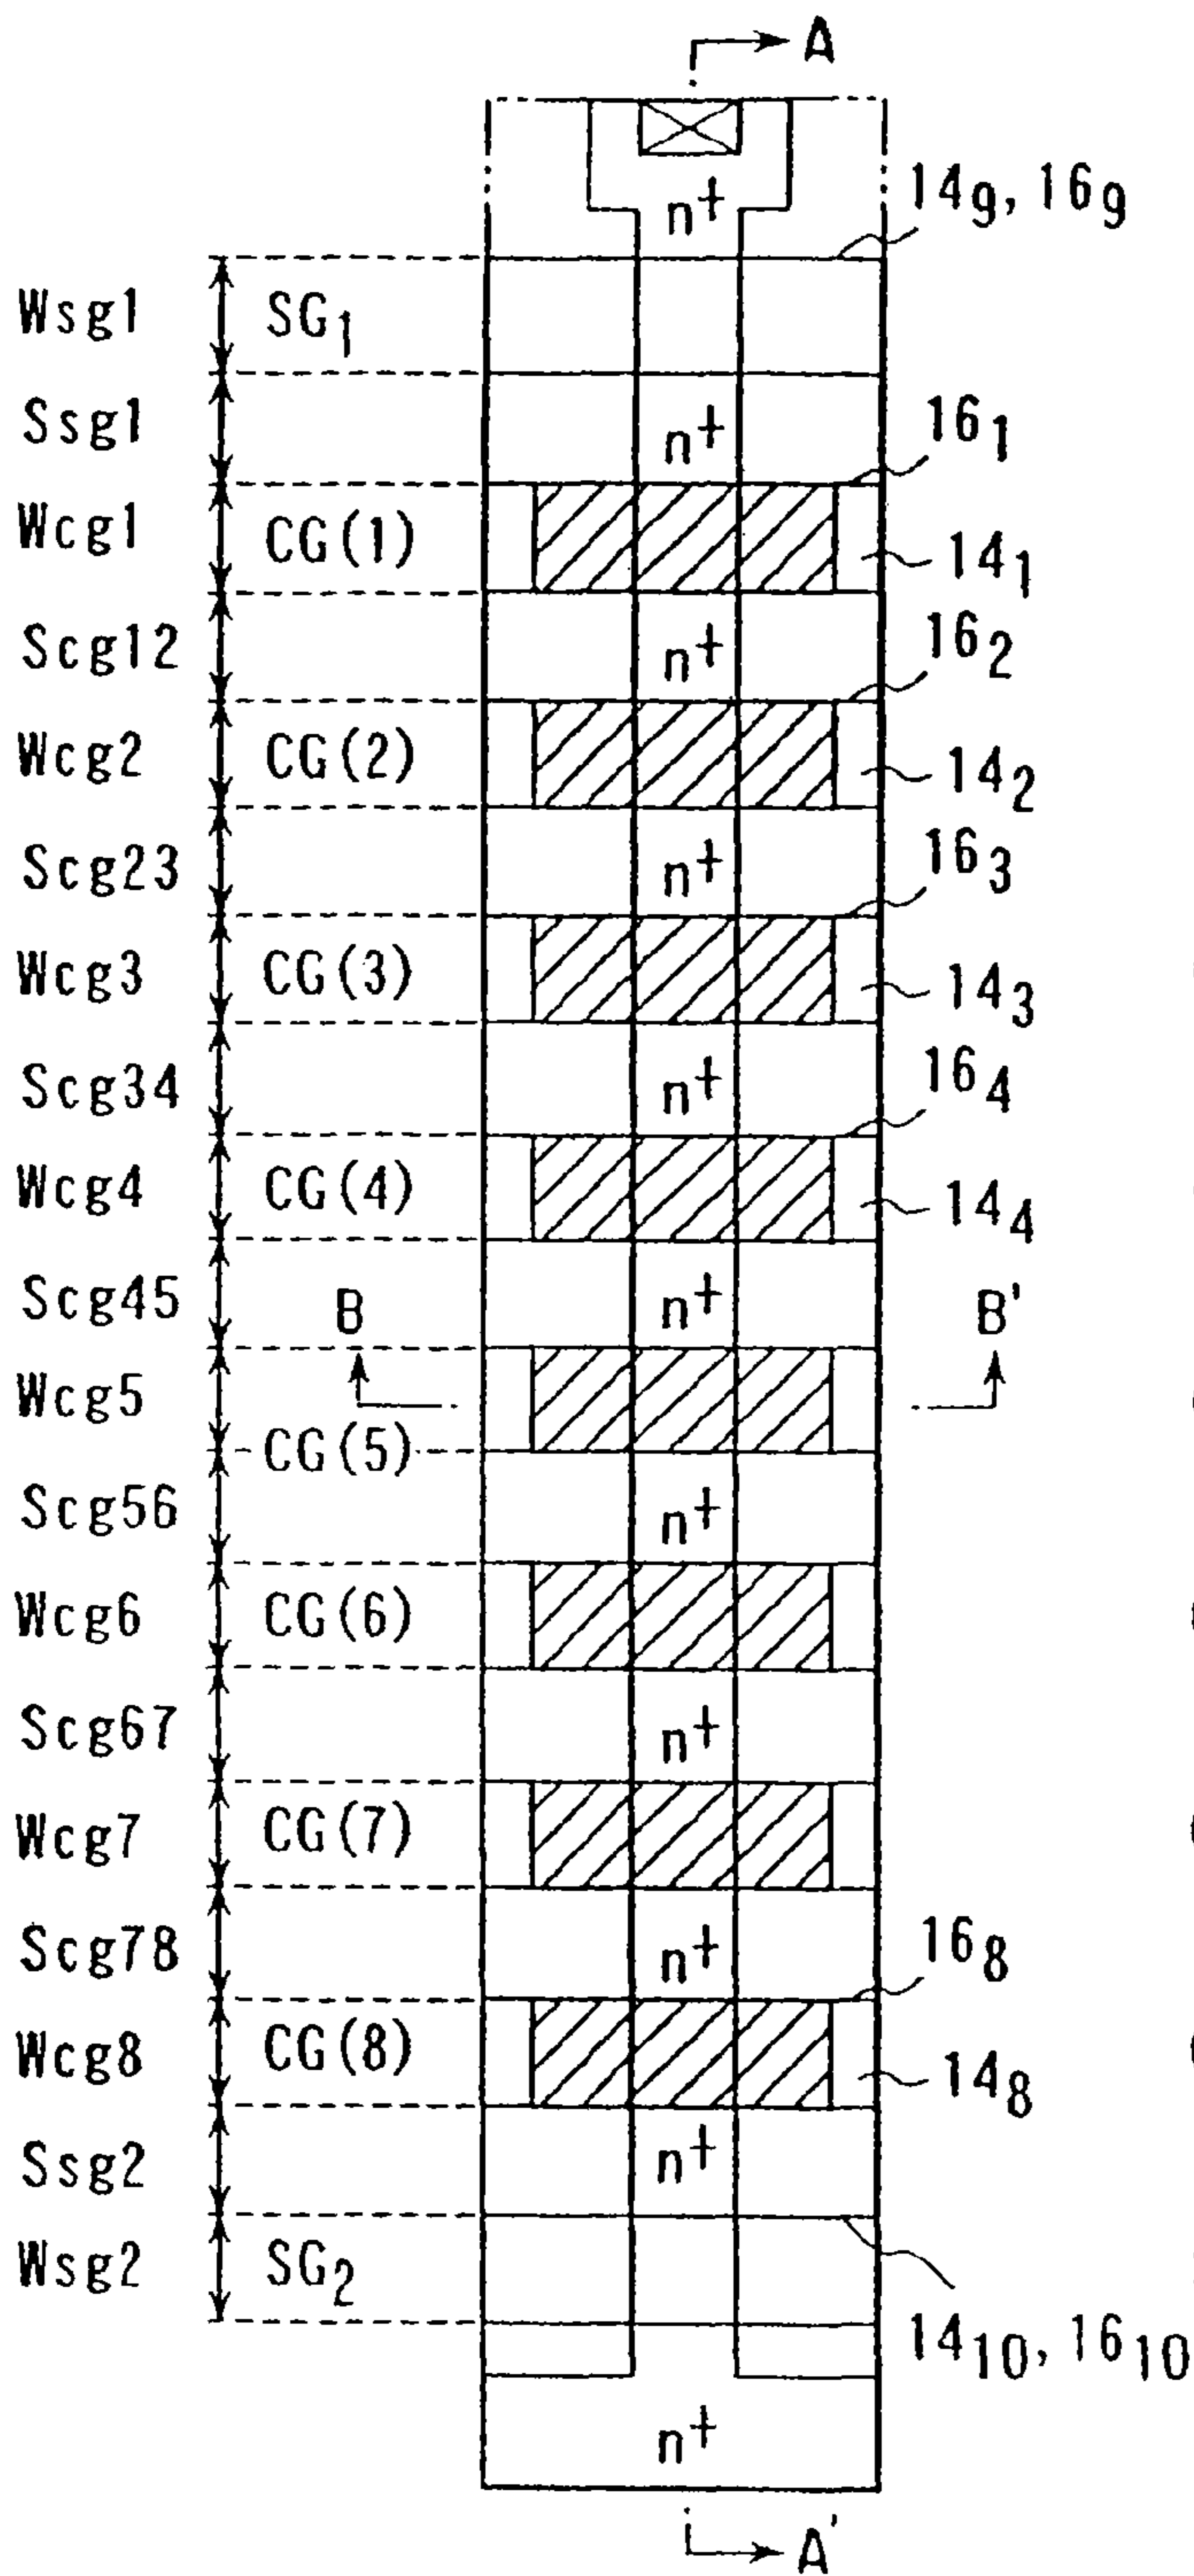 A
n+
14₉, 16₉
Wsg1 SG₁
Ssg1 n+
16₁
Wcg1 CG(1) 14₁
Scg12 n+
16₂
Wcg2 CG(2) 14₂
Scg23 n+
16₃
Wcg3 CG(3) 14₃
Scg34 n+
16₄
Wcg4 CG(4) 14₄
Scg45 n+
B B'
Wcg5
CG(5)
Scg56 n+
Wcg6 CG(6)
Scg67 n+
Wcg7 CG(7)
Scg78 n+
16₈
Wcg8 CG(8) 14₈
Ssg2 n+
Wsg2 SG₂
14₁₀, 16₁₀
n+
A'